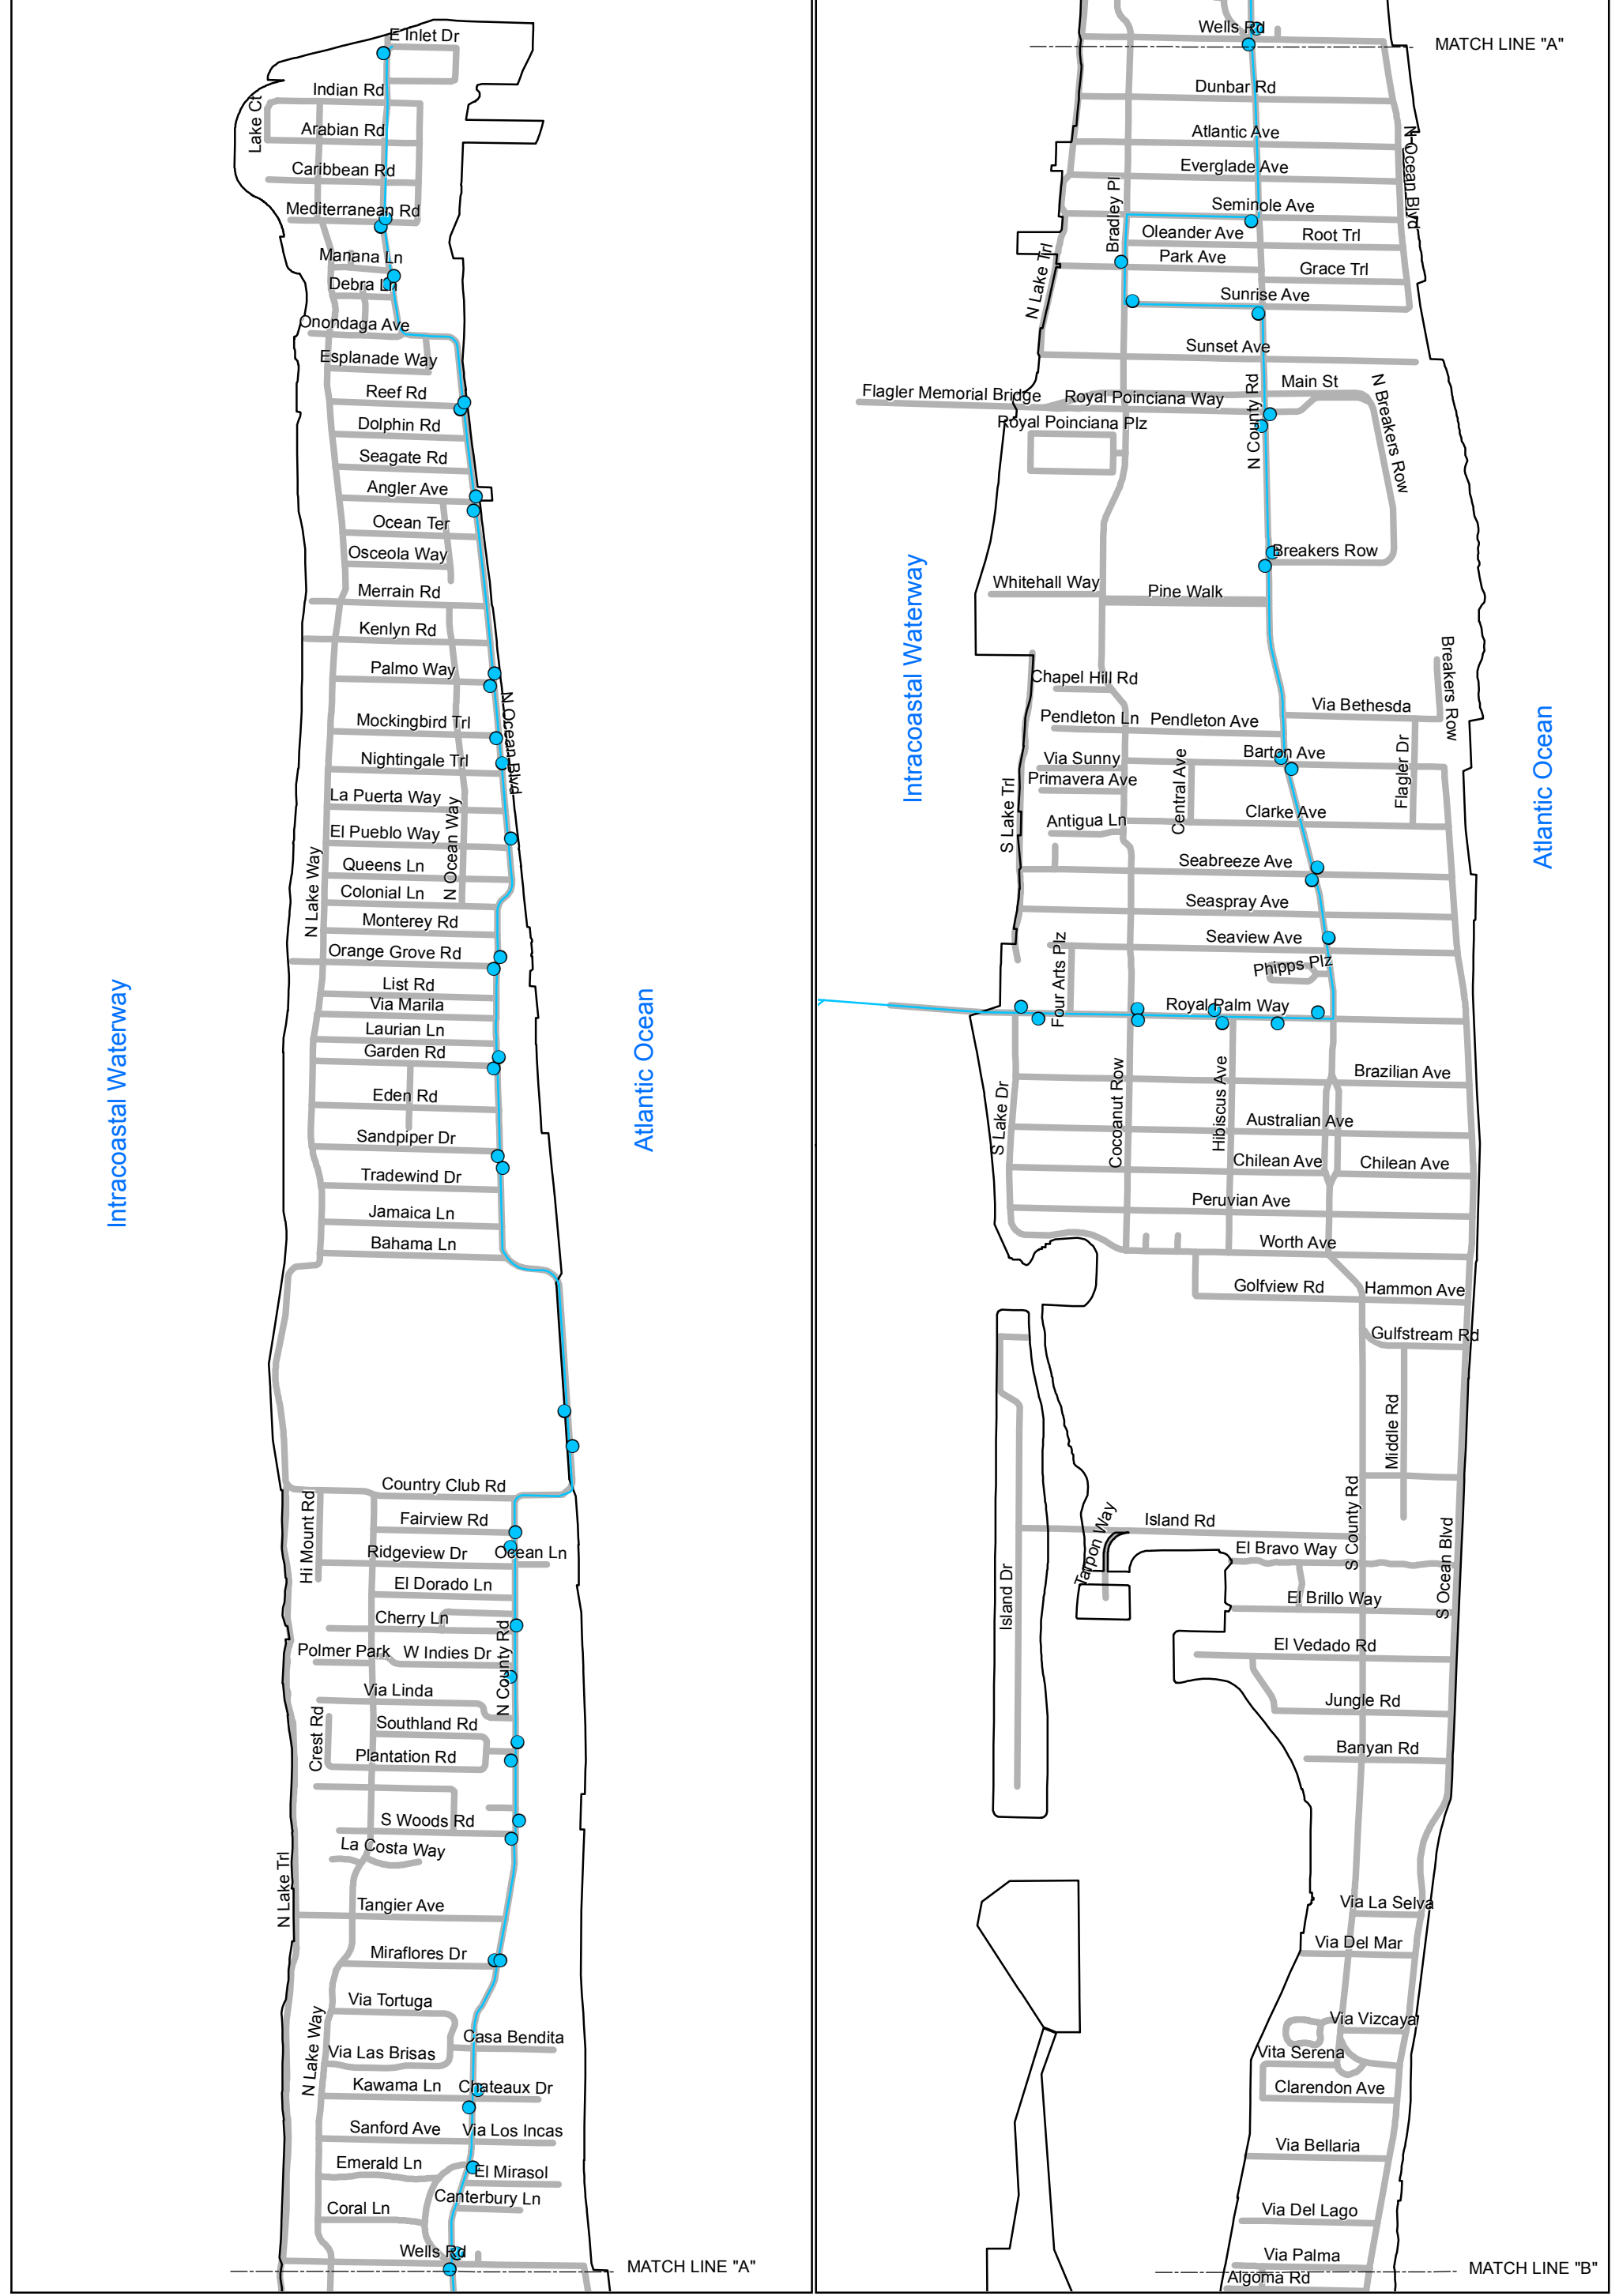 E Inlet Dr
Indian Rd
Lake Ct
Arabian Rd
Caribbean Rd
Mediterranean Rd
Manana Ln
Debra Ln
Onondaga Ave
Esplanade Way
Reef Rd
Dolphin Rd
Seagate Rd
Angler Ave
Ocean Ter
Osceola Way
Merrain Rd
Kenlyn Rd
Palmo Way
N Ocean Blvd
Mockingbird Trl
Nightingale Trl
La Puerta Way
N Ocean Way
El Pueblo Way
N Lake Way
Queens Ln
Colonial Ln
Monterey Rd
Orange Grove Rd
List Rd
Via Marila
Laurian Ln
Garden Rd
Eden Rd
Sandpiper Dr
Tradewind Dr
Jamaica Ln
Bahama Ln
Intracoastal Waterway
Atlantic Ocean
Country Club Rd
Hi Mount Rd
Fairview Rd
Ridgeview Dr
Ocean Ln
El Dorado Ln
Cherry Ln
N County Rd
Polmer Park
W Indies Dr
Via Linda
Crest Rd
Southland Rd
Plantation Rd
S Woods Rd
La Costa Way
N Lake Trl
Tangier Ave
Miraflores Dr
Via Tortuga
N Lake Way
Casa Bendita
Via Las Brisas
Kawama Ln
Chateaux Dr
Sanford Ave
Via Los Incas
Emerald Ln
El Mirasol
Canterbury Ln
Coral Ln
Wells Rd
MATCH LINE "A"
Wells Rd
MATCH LINE "A"
Dunbar Rd
Atlantic Ave
N Ocean Blvd
Everglade Ave
Bradley Pl
Seminole Ave
Oleander Ave
Root Trl
Park Ave
Grace Trl
N Lake Trl
Sunrise Ave
Sunset Ave
Main St
N Breakers Row
Flagler Memorial Bridge
Royal Poinciana Way
N County Rd
Royal Poinciana Plz
Breakers Row
Whitehall Way
Pine Walk
Intracoastal Waterway
Chapel Hill Rd
Breakers Row
Via Bethesda
Pendleton Ln
Pendleton Ave
Barton Ave
Via Sunny
Central Ave
Flagler Dr
Primavera Ave
Atlantic Ocean
S Lake Trl
Antigua Ln
Clarke Ave
Seabreeze Ave
Seaspray Ave
Seaview Ave
Four Arts Plz
Phipps Plz
Royal Palm Way
Brazilian Ave
S Lake Dr
Cocoanut Row
Hibiscus Ave
Australian Ave
Chilean Ave
Chilean Ave
Peruvian Ave
Worth Ave
Golfview Rd
Hammon Ave
Gulfstream Rd
Middle Rd
S County Rd
Island Rd
Tarpon Way
El Bravo Way
S Ocean Blvd
Island Dr
El Brillo Way
El Vedado Rd
Jungle Rd
Banyan Rd
Via La Selva
Via Del Mar
Via Vizcaya
Vita Serena
Clarendon Ave
Via Bellaria
Via Del Lago
Via Palma
MATCH LINE "B"
Algoma Rd